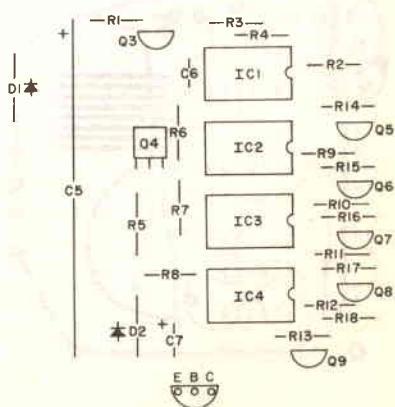 R1
R3
R4
+
Q3
C6
IC1
R2
D1
R14
R6
Q4
IC2
Q5
R9
R15
C5
Q6
R7
R5
IC3
R10
R16
Q7
R11
R8
R17
IC4
Q8
R12
R18
D2
+
C7
R13
Q9
E B C